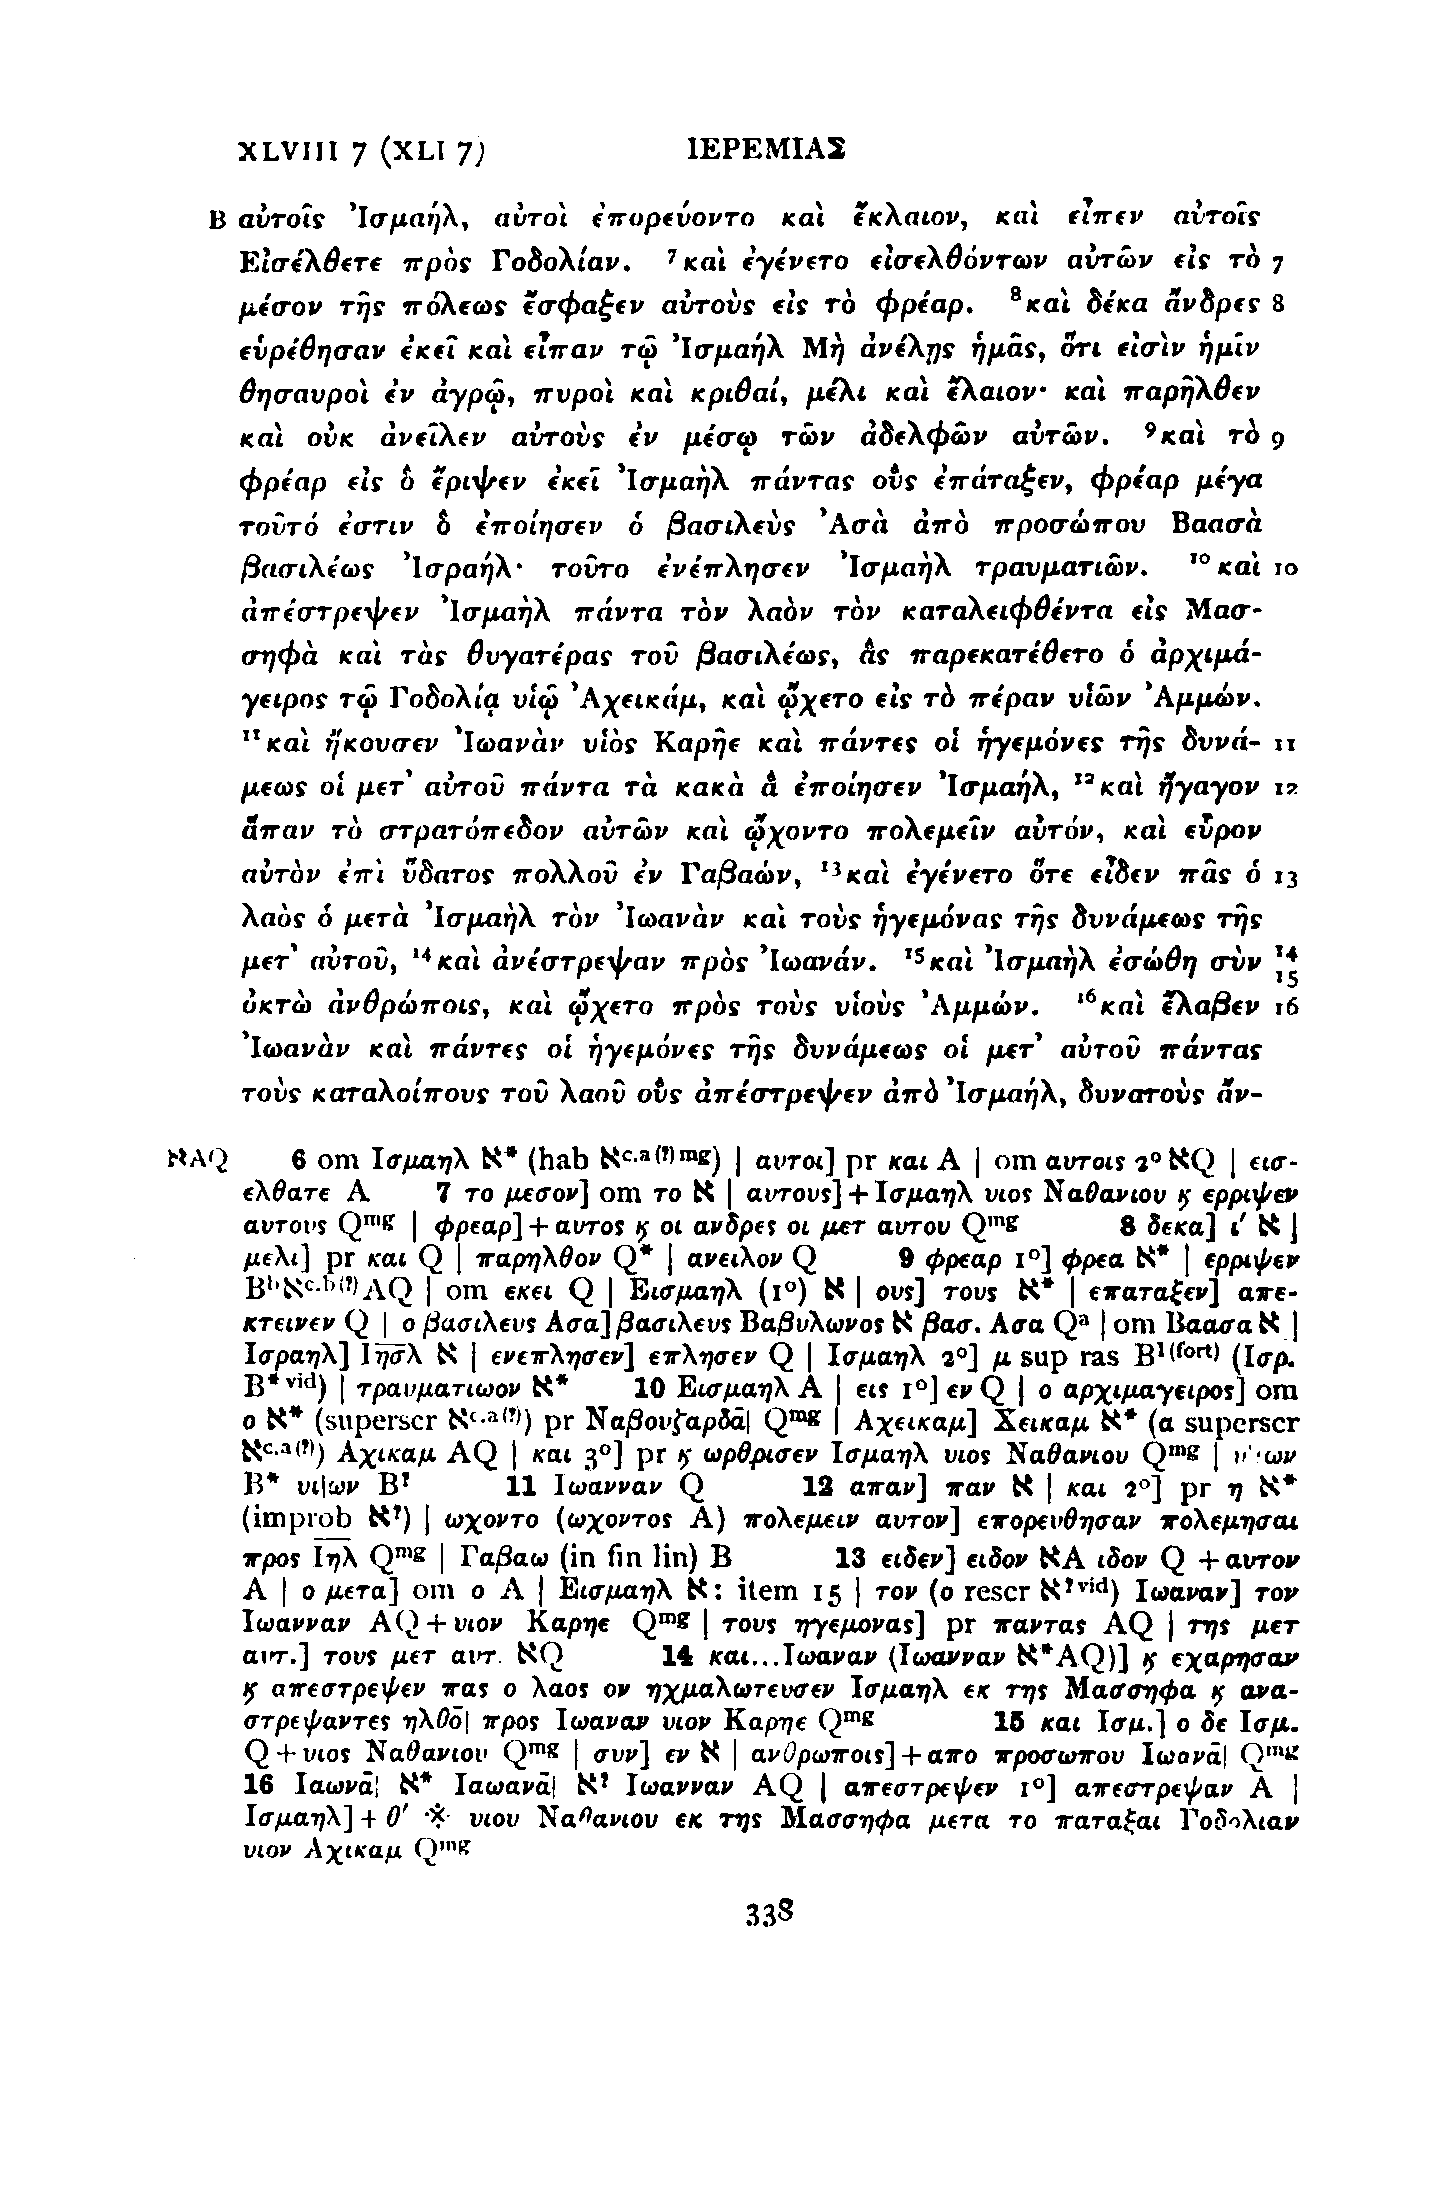 XLVIII 7 (XLI 7) ΙΕΡΕΜΙΑΣ
B αὐτοῖς Ἰσμαήλ, αὐτοὶ ἐπορεύοντο καὶ ἔκλαιον, καὶ εἶπεν αὐτοῖς
Εἰσέλθετε πρὸς Γοδολίαν. ⁷καὶ ἐγένετο εἰσελθόντων αὐτῶν εἰς τὸ 7
μέσον τῆς πόλεως ἔσφαξεν αὐτοὺς εἰς τὸ φρέαρ. ⁸καὶ δέκα ἄνδρες 8
εὑρέθησαν ἐκεῖ καὶ εἶπαν τῷ Ἰσμαήλ Μὴ ἀνέλῃς ἡμᾶς, ὅτι εἰσὶν ἡμῖν
θησαυροὶ ἐν ἀγρῷ, πυροὶ καὶ κριθαί, μέλι καὶ ἔλαιον· καὶ παρῆλθεν
καὶ οὐκ ἀνεῖλεν αὐτοὺς ἐν μέσῳ τῶν ἀδελφῶν αὐτῶν. ⁹καὶ τὸ 9
φρέαρ εἰς ὃ ἔριψεν ἐκεῖ Ἰσμαὴλ πάντας οὓς ἐπάταξεν, φρέαρ μέγα
τοῦτό ἐστιν ὃ ἐποίησεν ὁ βασιλεὺς Ἀσὰ ἀπὸ προσώπου Βαασὰ
βασιλέως Ἰσραήλ· τοῦτο ἐνέπλησεν Ἰσμαὴλ τραυματιῶν. ¹⁰καὶ 10
ἀπέστρεψεν Ἰσμαὴλ πάντα τὸν λαὸν τὸν καταλειφθέντα εἰς Μασ-
σηφὰ καὶ τὰς θυγατέρας τοῦ βασιλέως, ἃς παρεκατέθετο ὁ ἀρχιμά-
γειρος τῷ Γοδολίᾳ υἱῷ Ἀχεικάμ, καὶ ᾤχετο εἰς τὸ πέραν υἱῶν Ἀμμών.
¹¹καὶ ἤκουσεν Ἰωανὰν υἱὸς Καρῆε καὶ πάντες οἱ ἡγεμόνες τῆς δυνά- 11
μεως οἱ μετ᾽ αὐτοῦ πάντα τὰ κακὰ ἃ ἐποίησεν Ἰσμαήλ, ¹²καὶ ἤγαγον 12
ἅπαν τὸ στρατόπεδον αὐτῶν καὶ ᾤχοντο πολεμεῖν αὐτόν, καὶ εὗρον
αὐτὸν ἐπὶ ὕδατος πολλοῦ ἐν Γαβαών, ¹³καὶ ἐγένετο ὅτε εἶδεν πᾶς ὁ 13
λαὸς ὁ μετὰ Ἰσμαὴλ τὸν Ἰωανὰν καὶ τοὺς ἡγεμόνας τῆς δυνάμεως τῆς
μετ᾽ αὐτοῦ, ¹⁴καὶ ἀνέστρεψαν πρὸς Ἰωανάν. ¹⁵καὶ Ἰσμαὴλ ἐσώθη σὺν 14 15
ὀκτὼ ἀνθρώποις, καὶ ᾤχετο πρὸς τοὺς υἱοὺς Ἀμμών. ¹⁶καὶ ἔλαβεν 16
Ἰωανὰν καὶ πάντες οἱ ἡγεμόνες τῆς δυνάμεως οἱ μετ᾽ αὐτοῦ πάντας
τοὺς καταλοίπους τοῦ λαοῦ οὓς ἀπέστρεψεν ἀπὸ Ἰσμαήλ, δυνατοὺς ἄν-
אAQ 6 om Ισμαηλ א* (hab א^c.a(?)mg) | αυτοι] pr και A | om αυτοις 2° אQ | εισ-
ελθατε A 7 το μεσον] om το א | αυτους] + Ισμαηλ υιος Ναθανιου ϗ ερριψεν
αυτους Q^mg | φρεαρ] + αυτος ϗ οι ανδρες οι μετ αυτου Q^mg 8 δεκα] ι′ א |
μελι] pr και Q | παρηλθον Q* | ανειλον Q 9 φρεαρ 1°] φρεα א* | ερριψεν
B^b א^c.b(?) AQ | om εκει Q | Εισμαηλ (1°) א | ους] τους א* | επαταξεν] απε-
κτεινεν Q | ο βασιλευς Ασα] βασιλευς Βαβυλωνος א βασ. Ασα Q^a | om Βαασα א |
Ισραηλ] Ιη̅σ̅λ̅ א | ενεπλησεν] επλησεν Q | Ισμαηλ 2°] μ sup ras B^1(fort) (Ισρ.
B*^vid) | τραυματιωον א* 10 Εισμαηλ A | εις 1°] εν Q | ο αρχιμαγειρος] om
ο א* (superscr א^c.a(?)) pr Ναβουζαρδα̅| Q^mg | Αχεικαμ] Χεικαμ א* (α superscr
א^c.a(?)) Αχικαμ AQ | και 3°] pr ϗ ωρθρισεν Ισμαηλ υιος Ναθανιου Q^mg |
B* υι|ων B^? 11 Ιωανναν Q 12 απαν] παν א | και 2°] pr η א*
(improb א^?) | ωχοντο (ωχοντος A) πολεμειν αυτον] επορευθησαν πολεμησαι
προς Ι̅η̅λ̅ Q^mg | Γαβαω (in fin lin) B 13 ειδεν] ειδον אA ιδον Q + αυτον
A | ο μετα] om ο A | Εισμαηλ א: item 15 | τον (ο rescr א^?vid) Ιωαναν] τον
Ιωανναν AQ + υιον Καρηε Q^mg | τους ηγεμονας] pr παντας AQ | της μετ
αυτ.] τους μετ αυτ. אQ 14 και...Ιωαναν (Ιωανναν א*AQ)] ϗ εχαρησαν
ϗ απεστρεψεν πας ο λαος ον ηχμαλωτευσεν Ισμαηλ εκ της Μασσηφα ϗ ανα-
στρεψαντες ηλθο̅| προς Ιωαναν υιον Καρηε Q^mg 15 και Ισμ.] ο δε Ισμ.
Q + υιος Ναθανιου Q^mg | συν] εν א | ανθρωποις] + απο προσωπου Ιωανα̅| Q^mg
16 Ιαωνα̅| א* Ιαωανα̅| א^? Ιωανναν AQ | απεστρεψεν 1°] απεστρεψαν A |
Ισμαηλ] + θ′ ※ υιου Ναθανιου εκ της Μασσηφα μετα το παταξαι Γοδολιαν
υιον Αχικαμ Q^mg
338